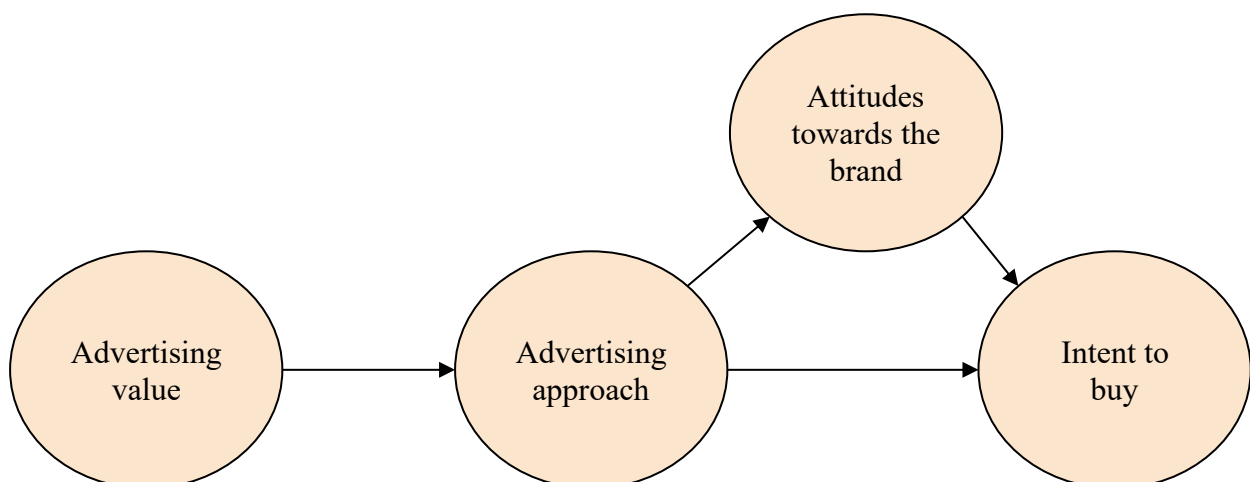 Attitudes
towards the
brand
Advertising
value
Advertising
approach
Intent to
buy